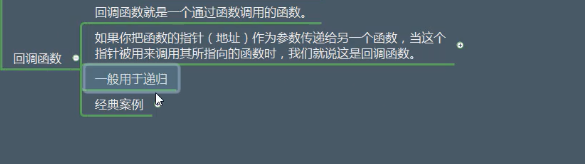 回调函数就是一个通过函数调用的函数。
如果你把函数的指针（地址）作为参数传递给另一个函数，当这个
指针被用来调用其所指向的函数时，我们就说这是回调函数。
回调函数
一般用于递归
经典案例